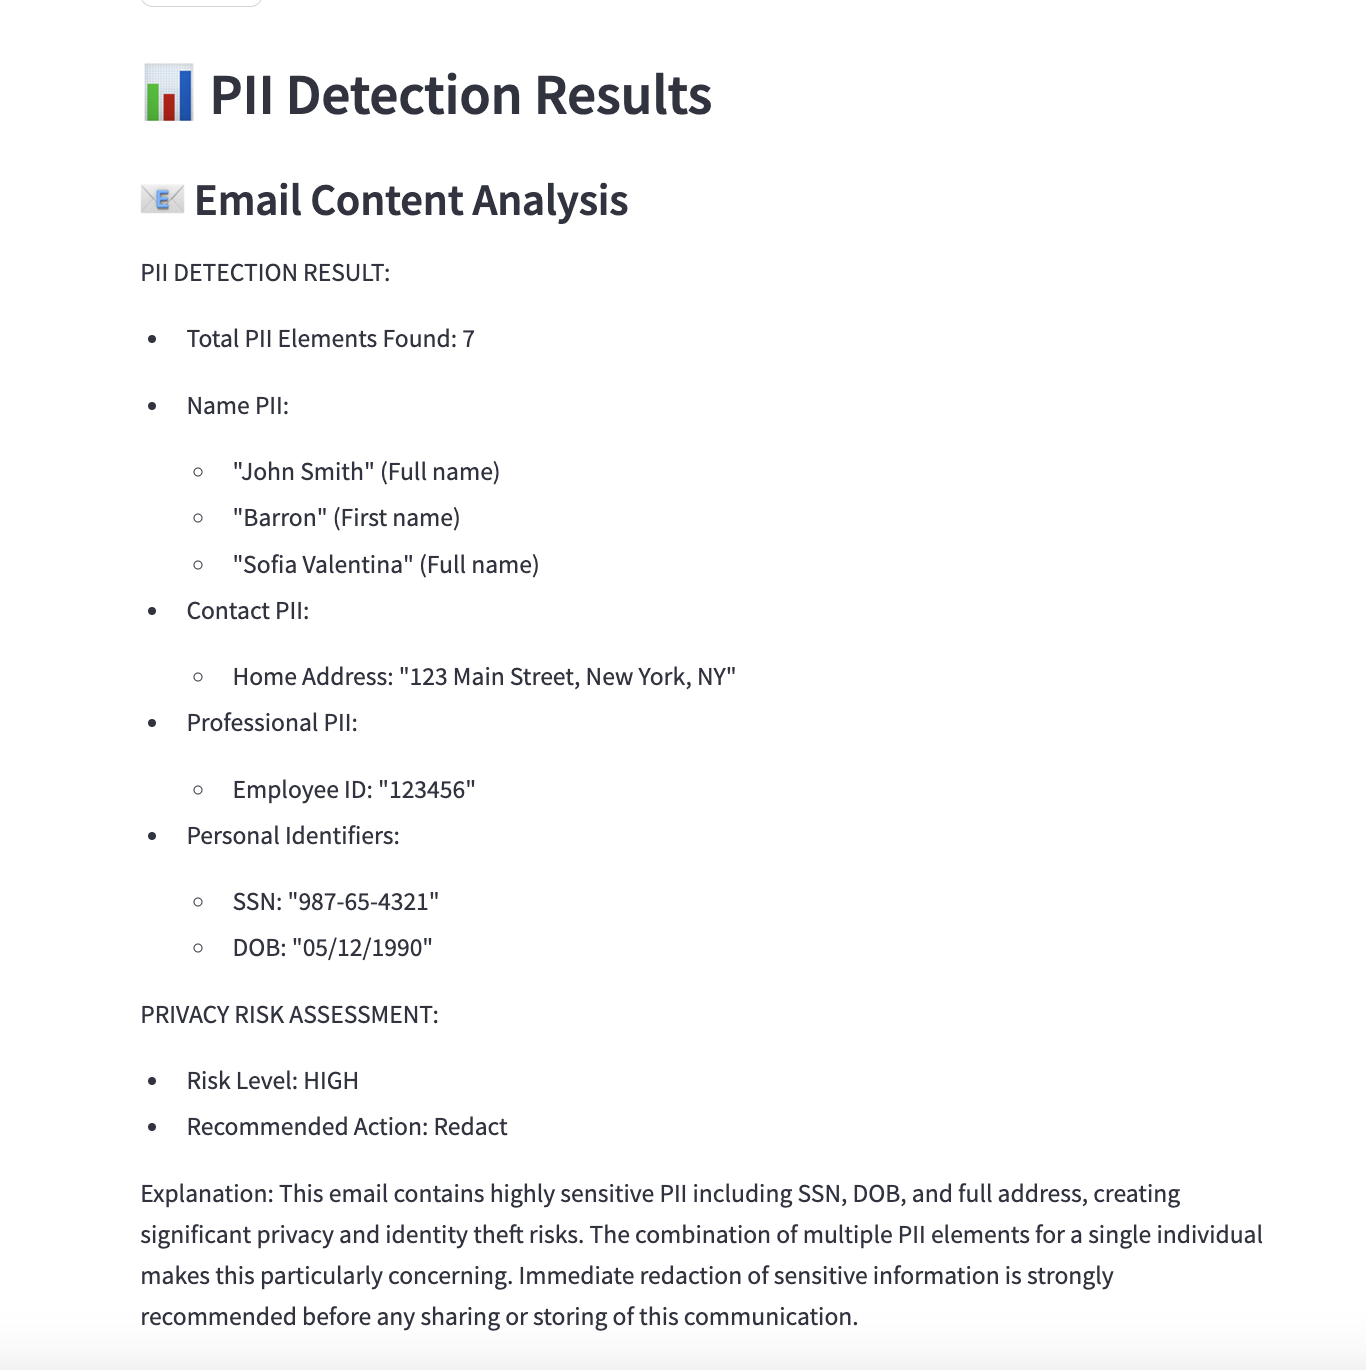 PII Detection Results
Email Content Analysis
PII DETECTION RESULT:
• Total PII Elements Found: 7
• Name PII:
◦ "John Smith" (Full name)
◦ "Barron" (First name)
◦ "Sofia Valentina" (Full name)
• Contact PII:
◦ Home Address: "123 Main Street, New York, NY"
• Professional PII:
◦ Employee ID: "123456"
• Personal Identifiers:
◦ SSN: "987-65-4321"
◦ DOB: "05/12/1990"
PRIVACY RISK ASSESSMENT:
• Risk Level: HIGH
• Recommended Action: Redact
Explanation: This email contains highly sensitive PII including SSN, DOB, and full address, creating
significant privacy and identity theft risks. The combination of multiple PII elements for a single individual
makes this particularly concerning. Immediate redaction of sensitive information is strongly
recommended before any sharing or storing of this communication.